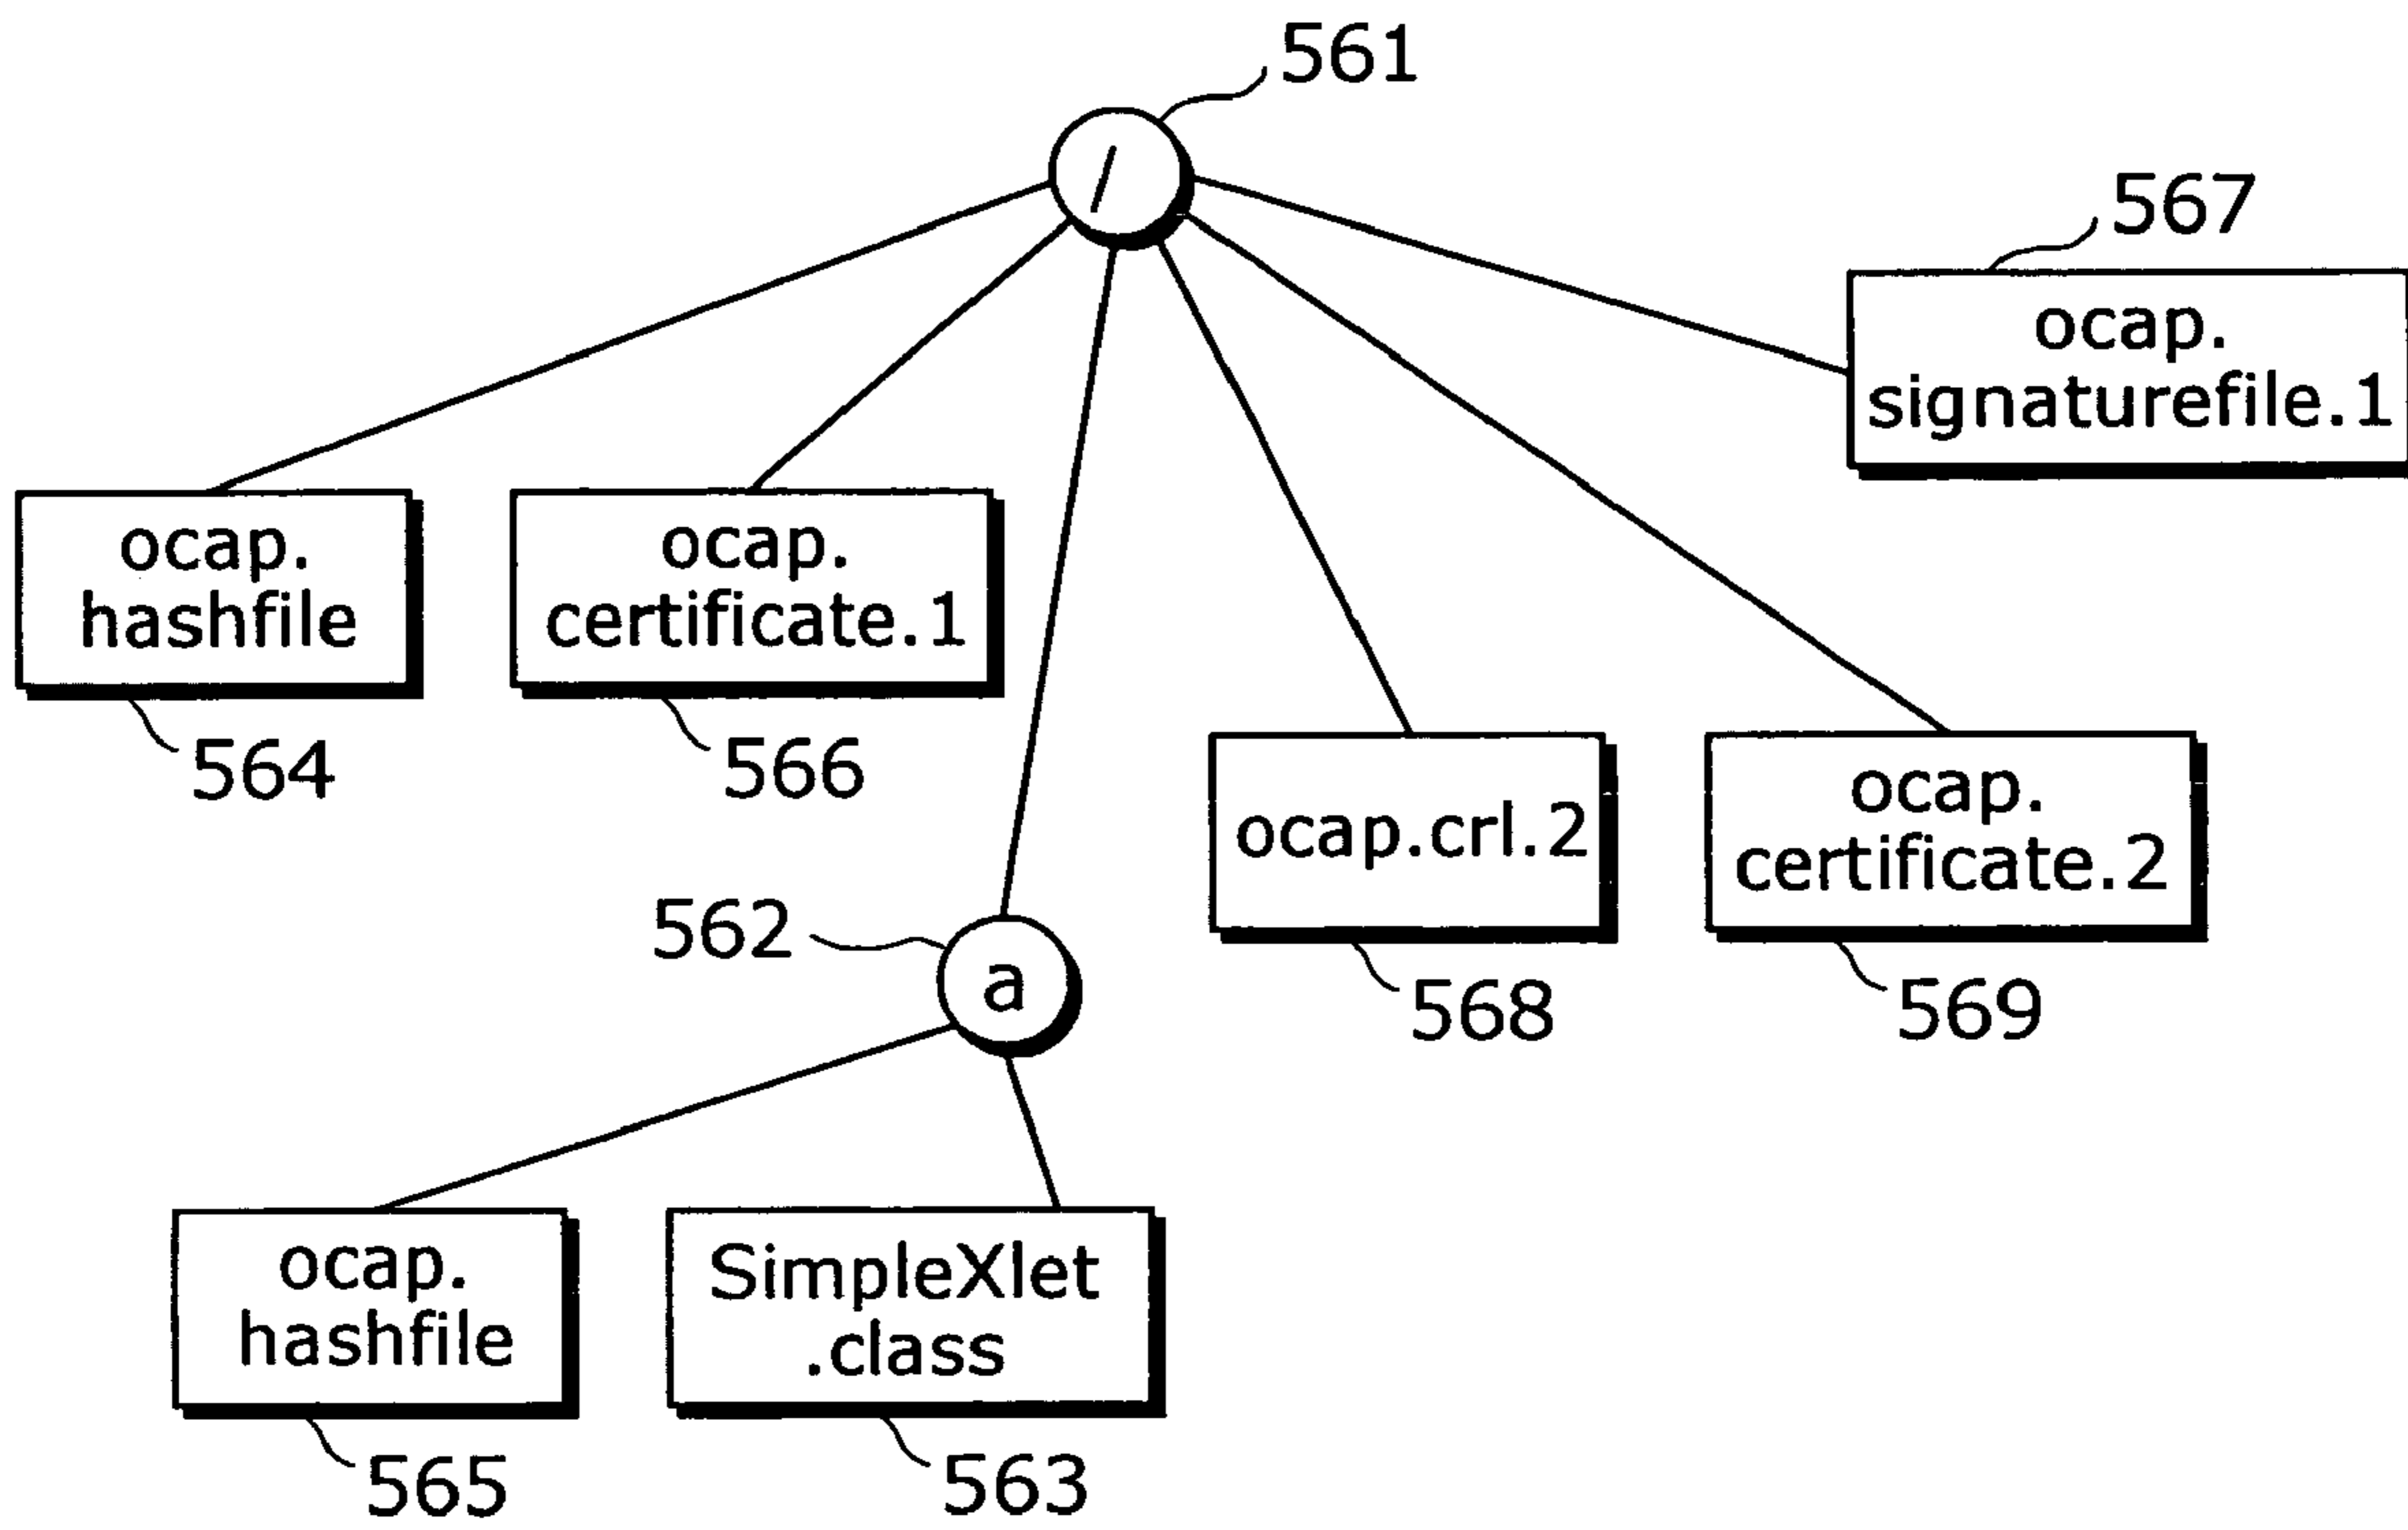 561
/
567
ocap.
signaturefile.1
ocap.
hashfile
ocap.
certificate.1
564
566
ocap.crl.2
ocap.
certificate.2
562
a
568
569
ocap.
hashfile
SimpleXlet
.class
565
563